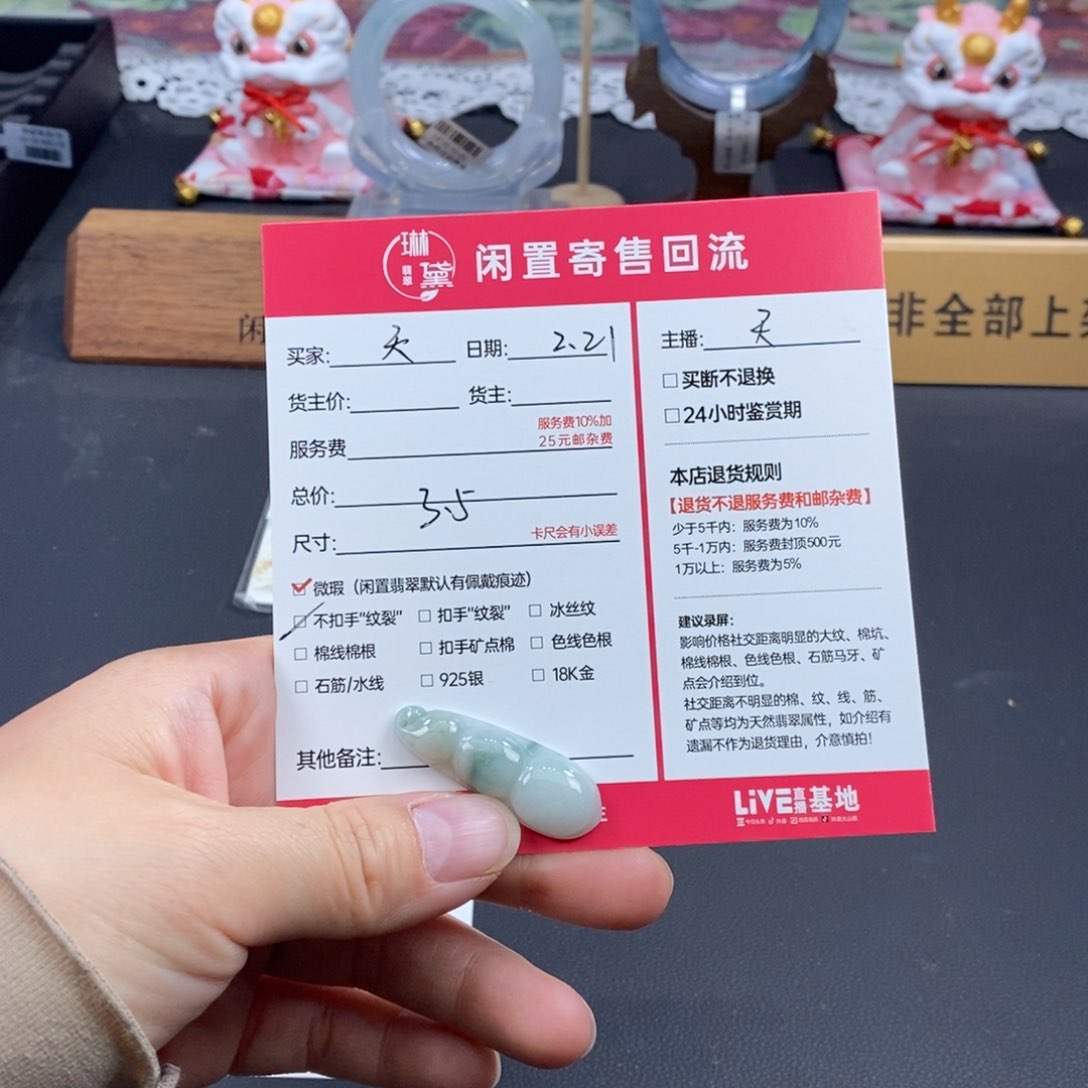 琳
翡翠
黛
闲置寄售回流
闲
非全部上
买家: 天 日期: 2.21
货主价: 货主:
服务费 服务费10%加
25元邮杂费
总价:
35
尺寸: 卡尺会有小误差
微瑕（闲置翡翠默认有佩戴痕迹）
不扣手"纹裂" 扣手"纹裂" 冰丝纹
棉线棉根 扣手矿点棉 色线色根
石筋/水线 925银 18K金
其他备注:
主播: 天
买断不退换
24小时鉴赏期
本店退货规则
【退货不退服务费和邮杂费】
少于5千内：服务费为10%
5千-1万内：服务费封顶500元
1万以上：服务费为5%
建议录屏：
影响价格社交距离明显的大纹、棉坑、
棉线棉根、色线色根、石筋马牙、矿
点会介绍到位。
社交距离不明显的棉、纹、线、筋、
矿点等均为天然翡翠属性，如介绍有
遗漏不作为退货理由，介意慎拍！
LiVE直播基地